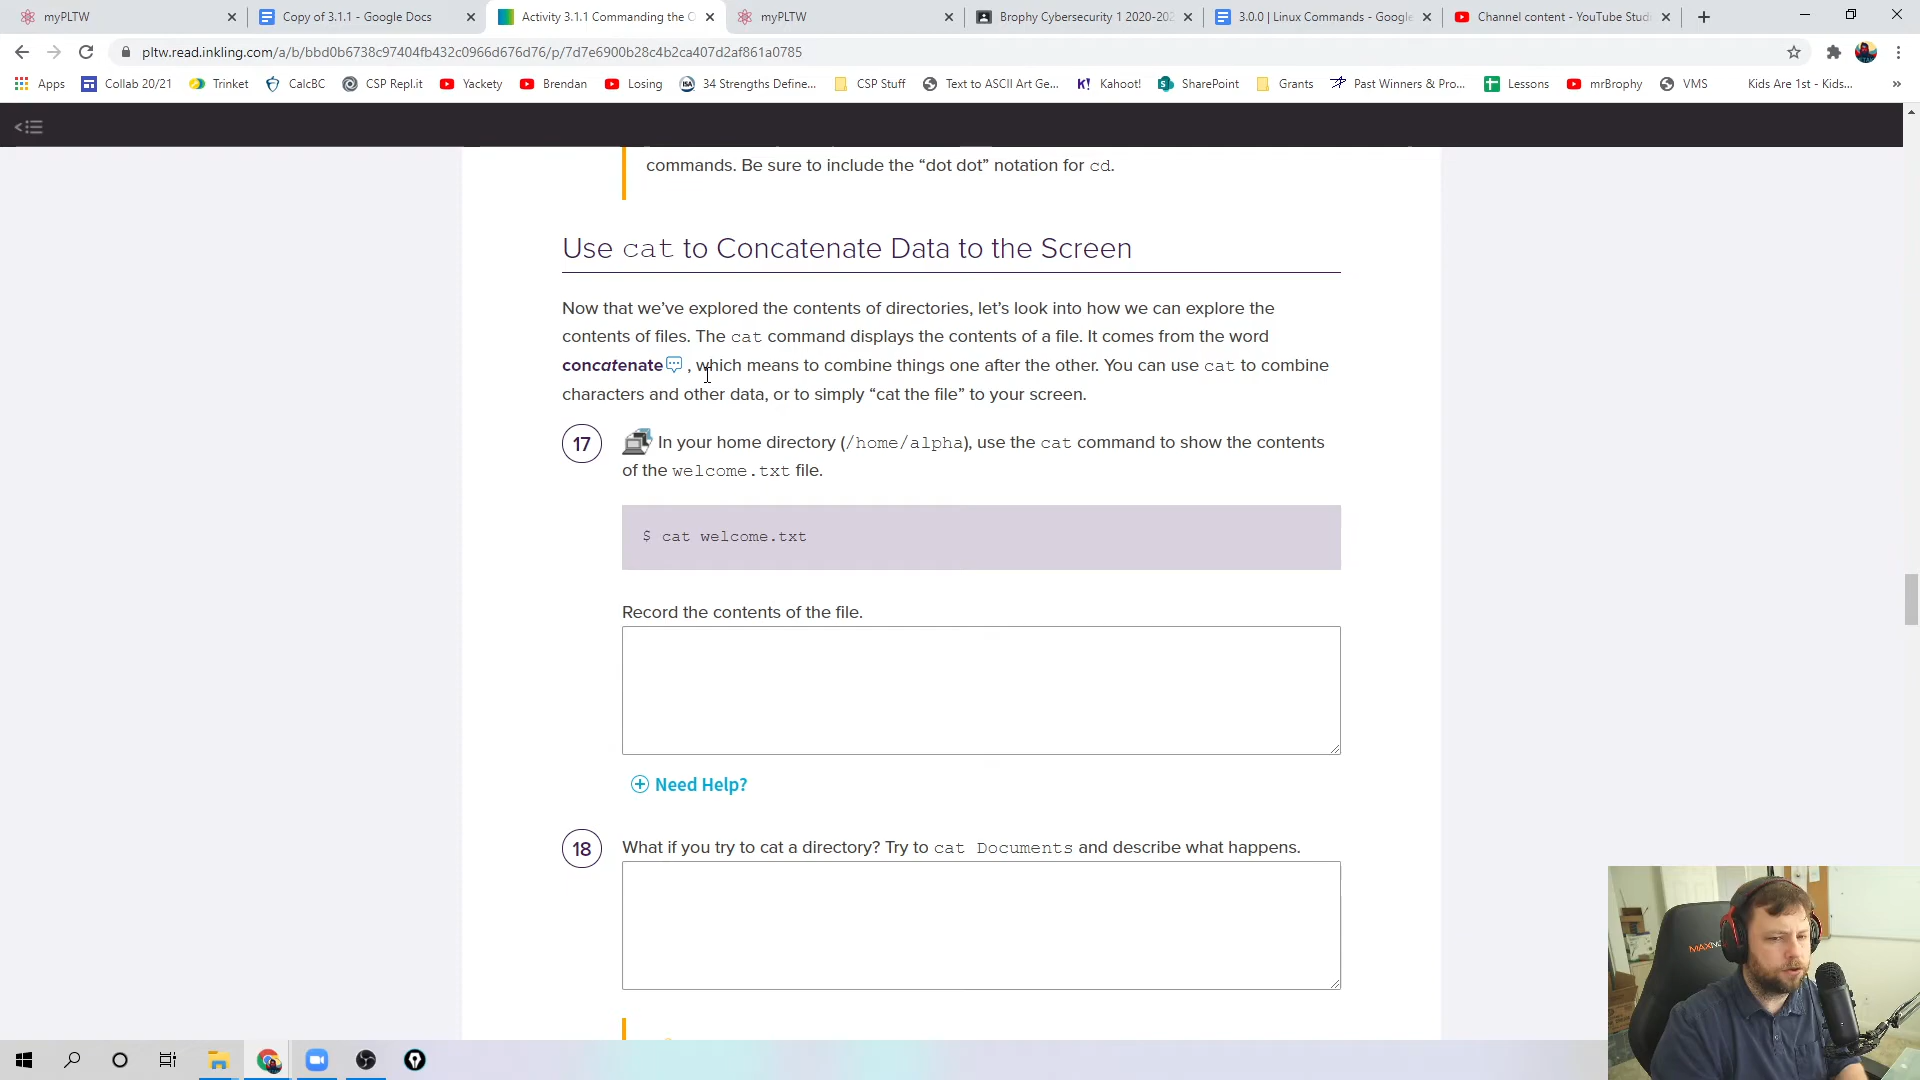 myPLTW
Copy of 3.1.1 - Google Docs
Activity 3.1.1 Commanding the O
myPLTW
Brophy Cybersecurity 1 2020-202
3.0.0 | Linux Commands - Google
Channel content - YouTube Stud
pltw.read.inkling.com/a/b/bbd0b6738c97404fb432c0966d676d76/p/7d7e6900b28c4b2ca407d2af861a0785
Apps
Collab 20/21
Trinket
CalcBC
CSP Repl.it
Yackety
Brendan
Losing
34 Strengths Define...
CSP Stuff
Text to ASCII Art Ge...
Kahoot!
SharePoint
Grants
Past Winners & Pro...
Lessons
mrBrophy
VMS
Kids Are 1st - Kids...
commands. Be sure to include the “dot dot” notation for cd.
Use cat to Concatenate Data to the Screen
Now that we’ve explored the contents of directories, let’s look into how we can explore the
contents of files. The cat command displays the contents of a file. It comes from the word
concatenate , which means to combine things one after the other. You can use cat to combine
characters and other data, or to simply “cat the file” to your screen.
17 In your home directory (/home/alpha), use the cat command to show the contents
of the welcome.txt file.
$ cat welcome.txt
Record the contents of the file.
Need Help?
18 What if you try to cat a directory? Try to cat Documents and describe what happens.